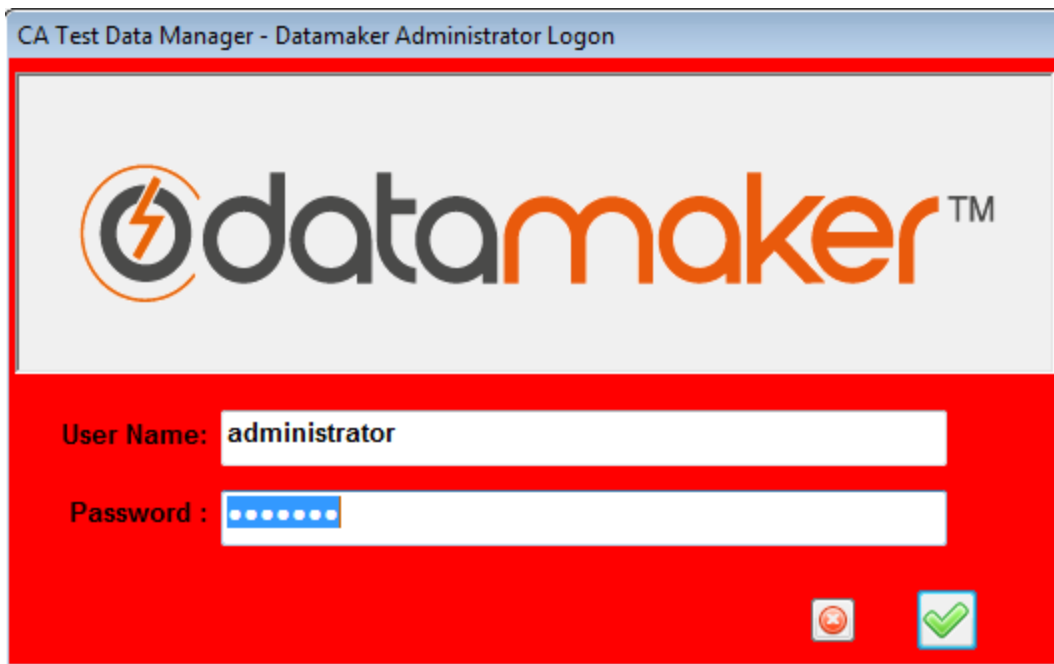 CA Test Data Manager - Datamaker Administrator Logon
datamaker™
User Name: administrator
Password : •••••••